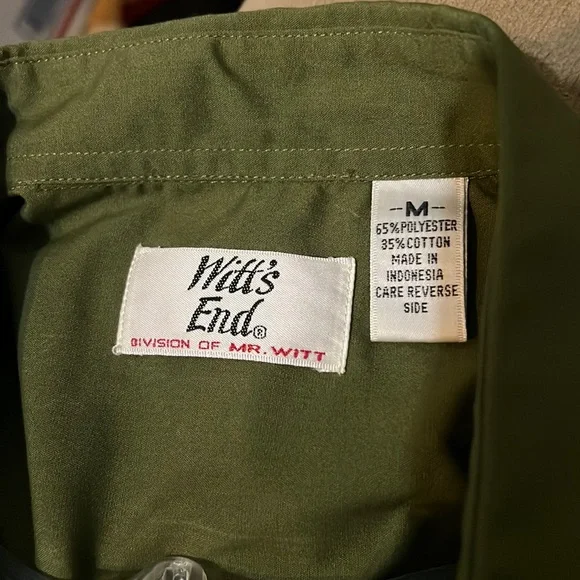 Witt's
End®
DIVISION OF MR. WITT
--M--
65%POLYESTER
35%COTTON
MADE IN
INDONESIA
CARE REVERSE
SIDE